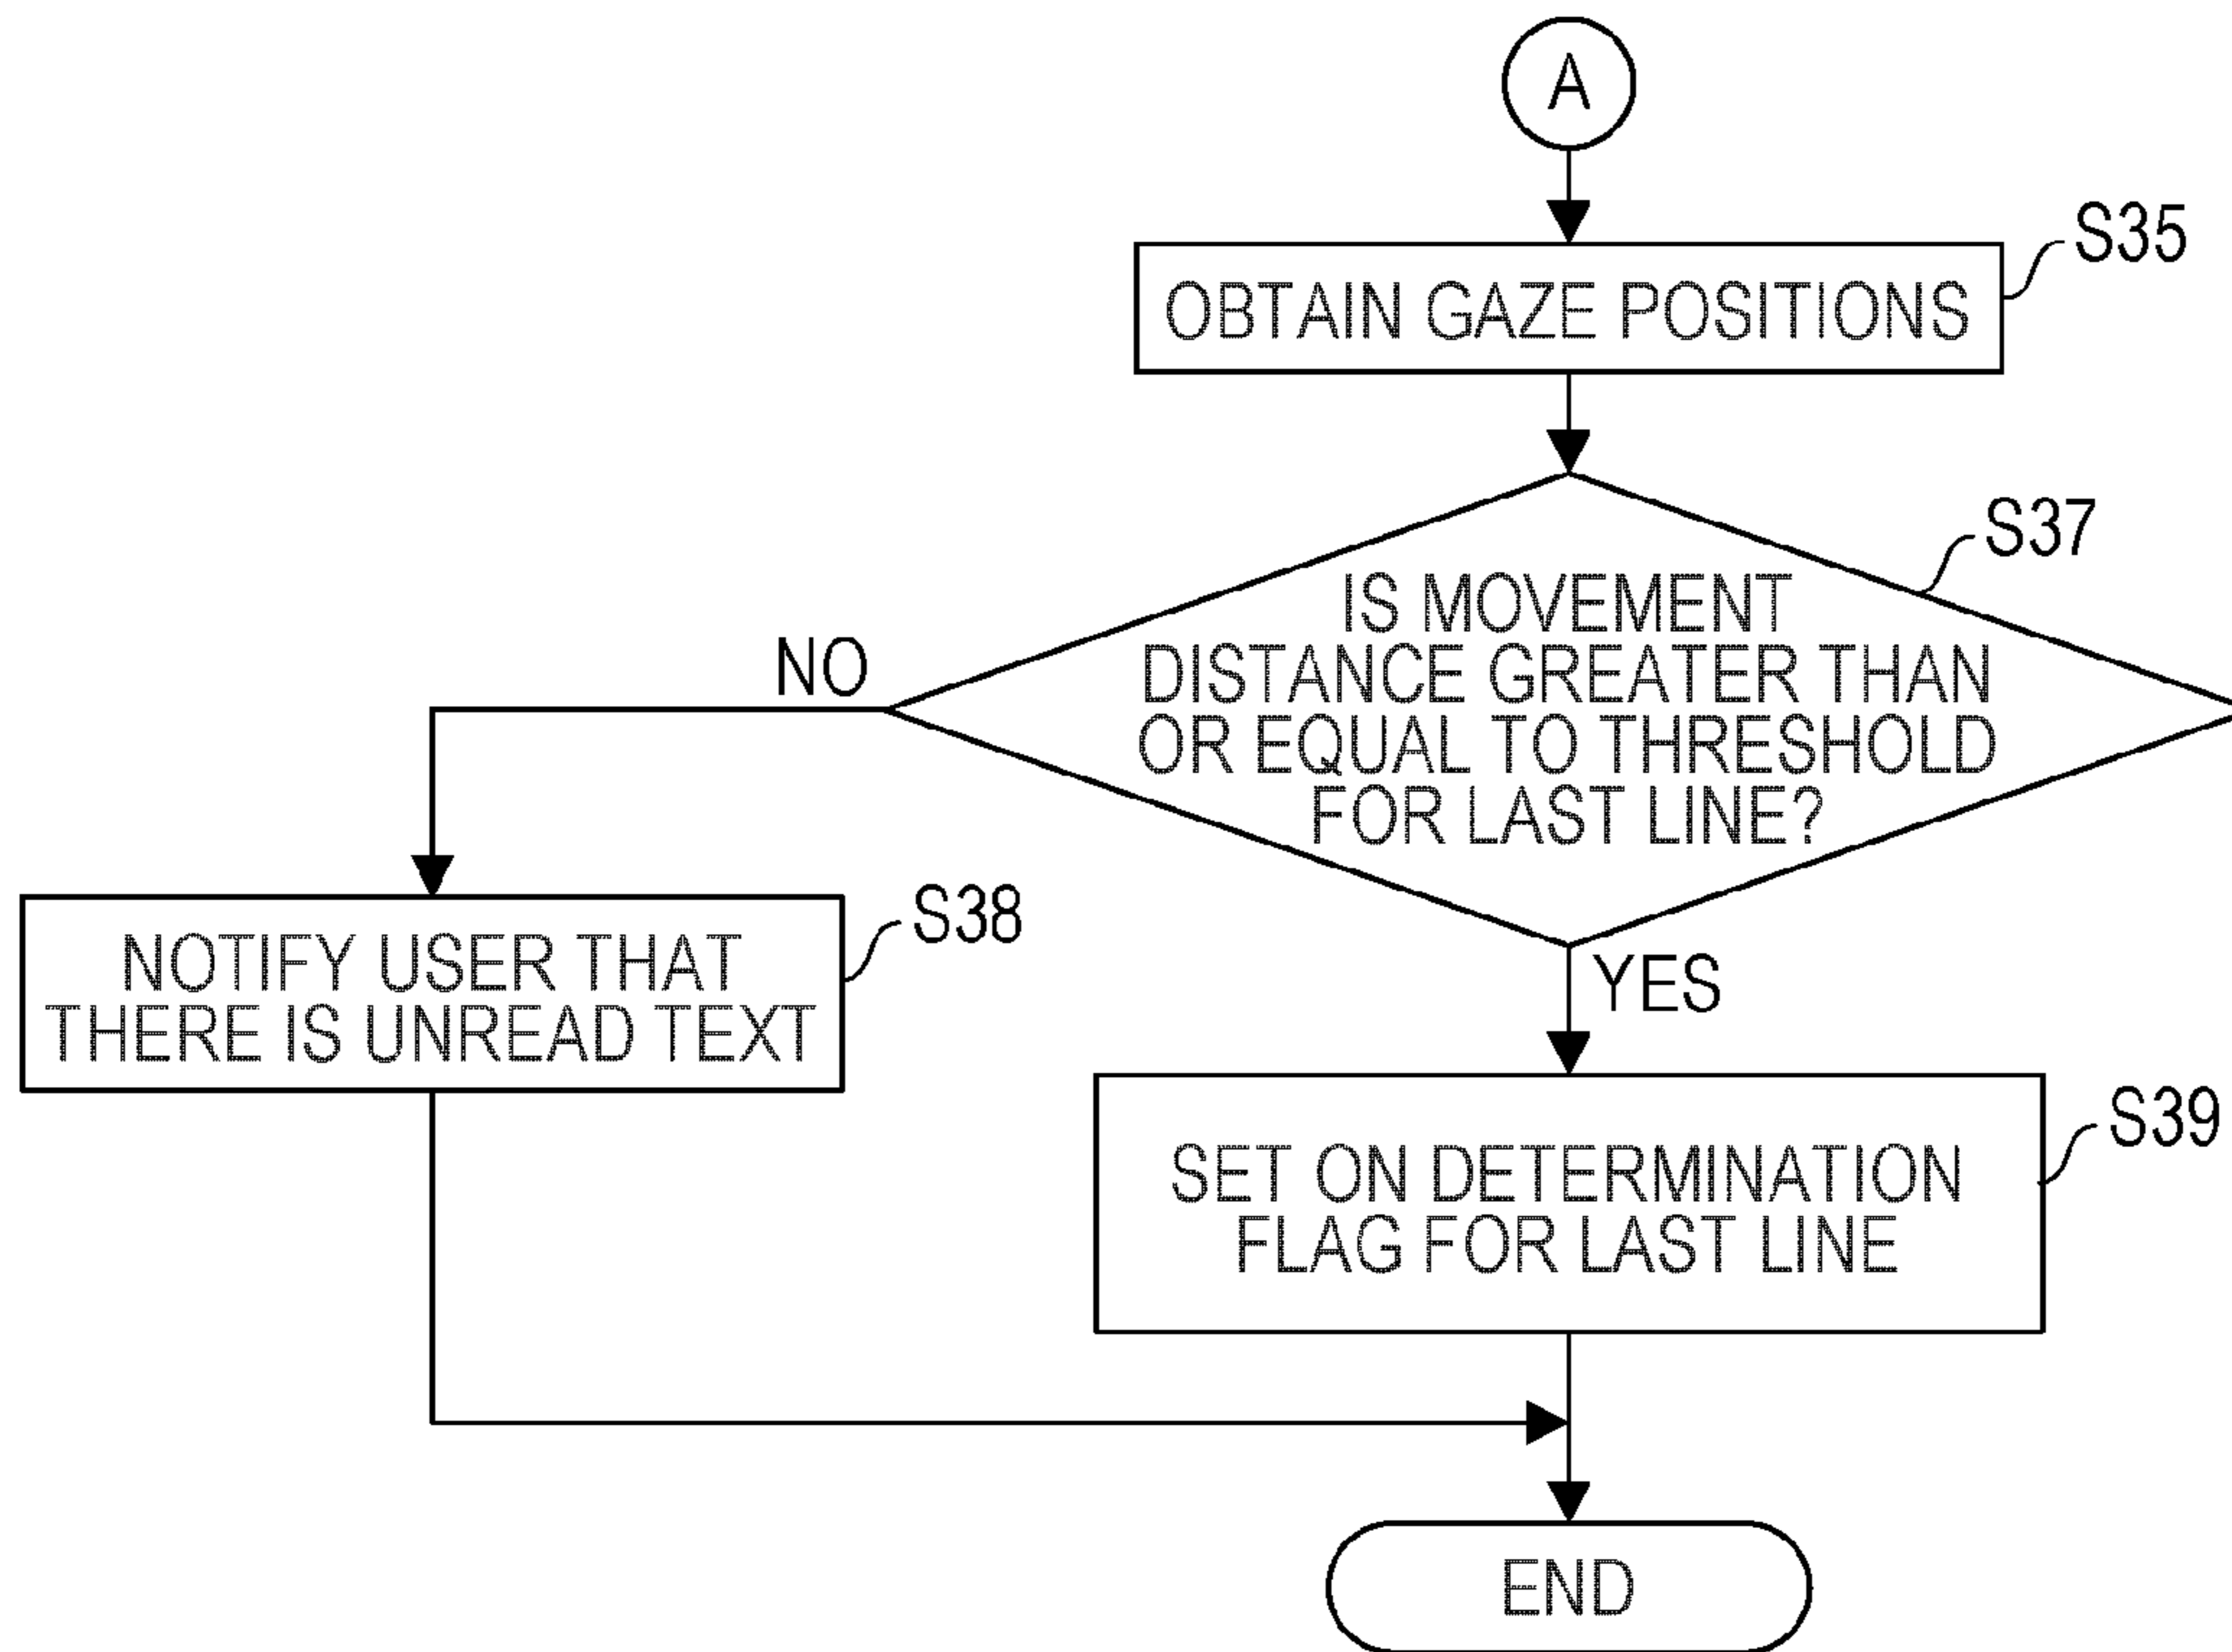 A
S35
OBTAIN GAZE POSITIONS
S37
IS MOVEMENT
DISTANCE GREATER THAN
OR EQUAL TO THRESHOLD
FOR LAST LINE?
NO
YES
S38
NOTIFY USER THAT
THERE IS UNREAD TEXT
S39
SET ON DETERMINATION
FLAG FOR LAST LINE
END